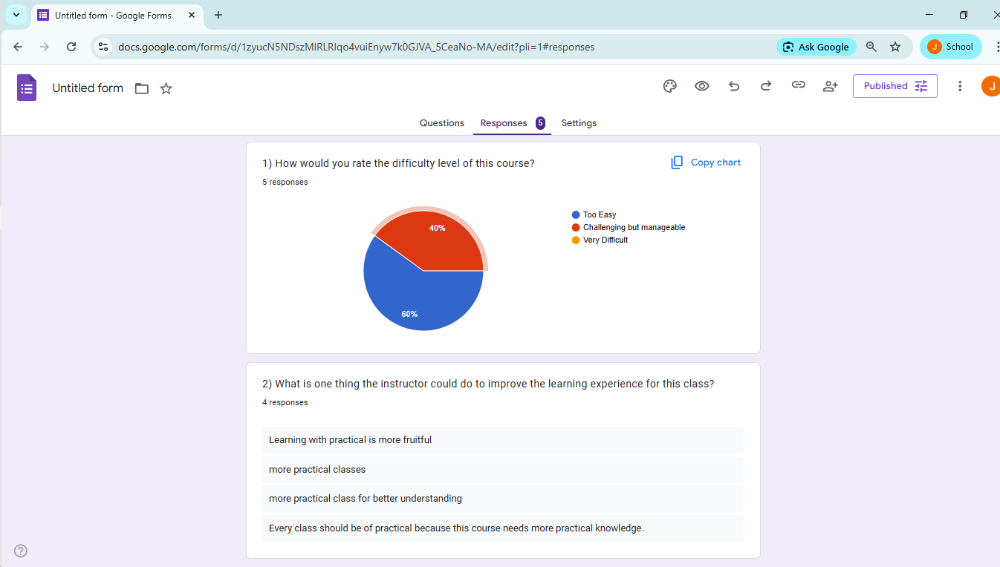 Untitled form - Google Forms
docs.google.com/forms/d/1zyucN5NDszMIRLRIqo4vuiEnyw7k0GJVA_5CeaNo-MA/edit?pli=1#responses
Ask Google
J
School
Untitled form
Published
J
Questions
Responses 5
Settings
1) How would you rate the difficulty level of this course?
Copy chart
5 responses
40%
60%
Too Easy
Challenging but manageable
Very Difficult
2) What is one thing the instructor could do to improve the learning experience for this class?
4 responses
Learning with practical is more fruitful
more practical classes
more practical class for better understanding
Every class should be of practical because this course needs more practical knowledge.